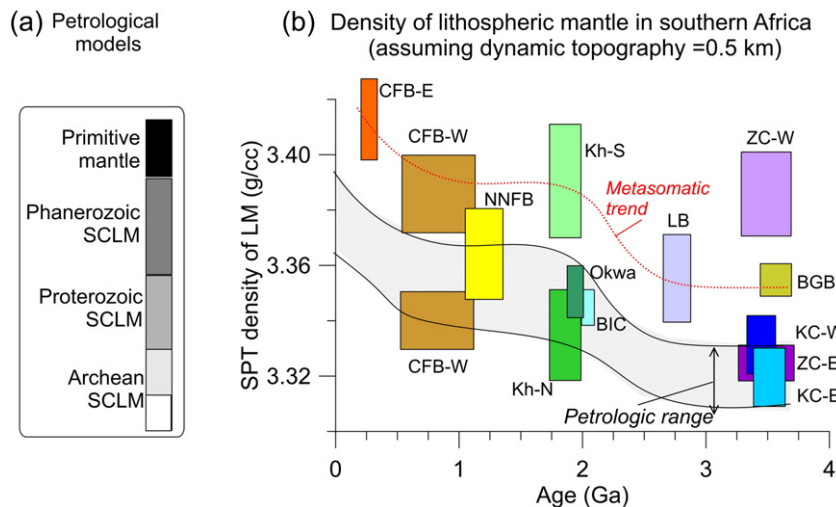 (a) Petrological
models
Primitive
mantle
Phanerozoic
SCLM
Proterozoic
SCLM
Archean
SCLM
(b) Density of lithospheric mantle in southern Africa
(assuming dynamic topography =0.5 km)
SPT density of LM (g/cc)
3.40
3.36
3.32
CFB-E
CFB-W
NNFB
Kh-S
ZC-W
Metasomatic
trend
LB
Okwa
BGB
BIC
KC-W
ZC-E
KC-E
CFB-W
Kh-N
Petrologic range
0
1
2
3
4
Age (Ga)